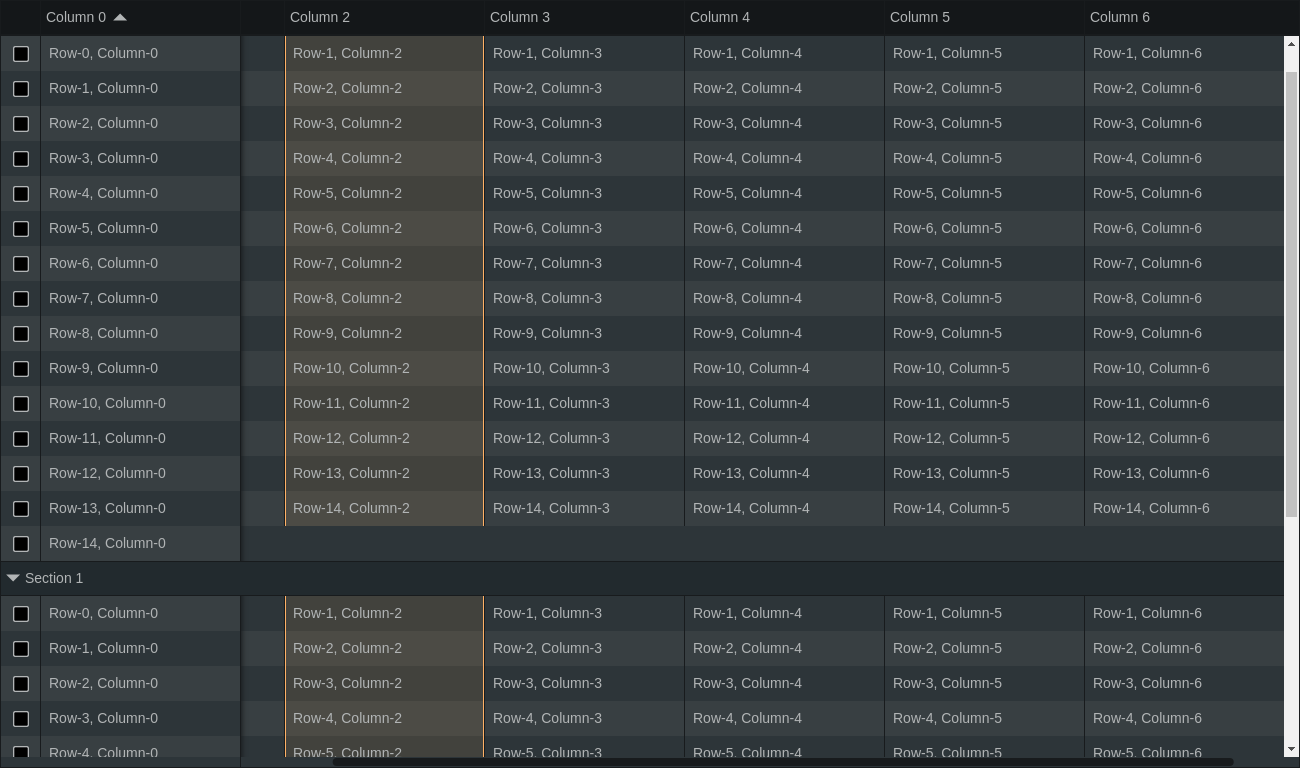 Column 0 Column 2 Column 3 Column 4 Column 5 Column 6
Row-0, Column-0 Row-1, Column-2 Row-1, Column-3 Row-1, Column-4 Row-1, Column-5 Row-1, Column-6
Row-1, Column-0 Row-2, Column-2 Row-2, Column-3 Row-2, Column-4 Row-2, Column-5 Row-2, Column-6
Row-2, Column-0 Row-3, Column-2 Row-3, Column-3 Row-3, Column-4 Row-3, Column-5 Row-3, Column-6
Row-3, Column-0 Row-4, Column-2 Row-4, Column-3 Row-4, Column-4 Row-4, Column-5 Row-4, Column-6
Row-4, Column-0 Row-5, Column-2 Row-5, Column-3 Row-5, Column-4 Row-5, Column-5 Row-5, Column-6
Row-5, Column-0 Row-6, Column-2 Row-6, Column-3 Row-6, Column-4 Row-6, Column-5 Row-6, Column-6
Row-6, Column-0 Row-7, Column-2 Row-7, Column-3 Row-7, Column-4 Row-7, Column-5 Row-7, Column-6
Row-7, Column-0 Row-8, Column-2 Row-8, Column-3 Row-8, Column-4 Row-8, Column-5 Row-8, Column-6
Row-8, Column-0 Row-9, Column-2 Row-9, Column-3 Row-9, Column-4 Row-9, Column-5 Row-9, Column-6
Row-9, Column-0 Row-10, Column-2 Row-10, Column-3 Row-10, Column-4 Row-10, Column-5 Row-10, Column-6
Row-10, Column-0 Row-11, Column-2 Row-11, Column-3 Row-11, Column-4 Row-11, Column-5 Row-11, Column-6
Row-11, Column-0 Row-12, Column-2 Row-12, Column-3 Row-12, Column-4 Row-12, Column-5 Row-12, Column-6
Row-12, Column-0 Row-13, Column-2 Row-13, Column-3 Row-13, Column-4 Row-13, Column-5 Row-13, Column-6
Row-13, Column-0 Row-14, Column-2 Row-14, Column-3 Row-14, Column-4 Row-14, Column-5 Row-14, Column-6
Row-14, Column-0
Section 1
Row-0, Column-0 Row-1, Column-2 Row-1, Column-3 Row-1, Column-4 Row-1, Column-5 Row-1, Column-6
Row-1, Column-0 Row-2, Column-2 Row-2, Column-3 Row-2, Column-4 Row-2, Column-5 Row-2, Column-6
Row-2, Column-0 Row-3, Column-2 Row-3, Column-3 Row-3, Column-4 Row-3, Column-5 Row-3, Column-6
Row-3, Column-0 Row-4, Column-2 Row-4, Column-3 Row-4, Column-4 Row-4, Column-5 Row-4, Column-6
Row-4, Column-0 Row-5, Column-2 Row-5, Column-3 Row-5, Column-4 Row-5, Column-5 Row-5, Column-6